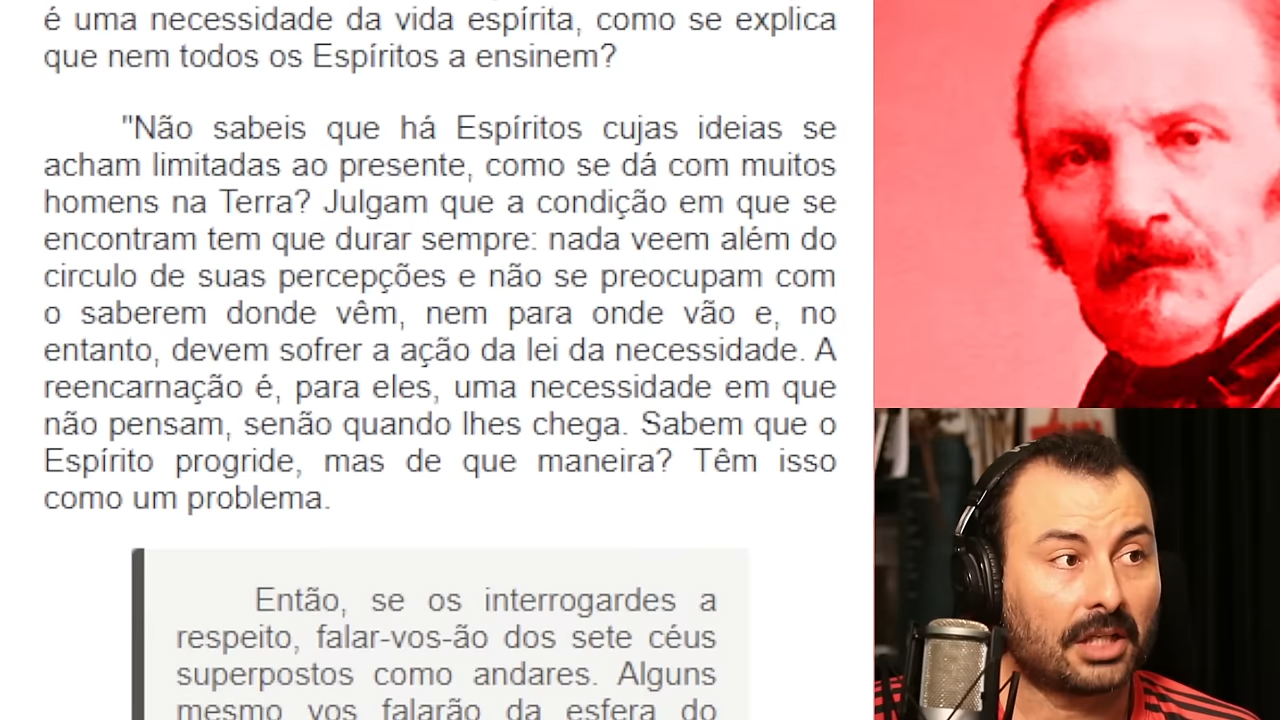 é uma necessidade da vida espírita, como se explica
que nem todos os Espíritos a ensinem?
"Não sabeis que há Espíritos cujas ideias se
acham limitadas ao presente, como se dá com muitos
homens na Terra? Julgam que a condição em que se
encontram tem que durar sempre: nada veem além do
circulo de suas percepções e não se preocupam com
o saberem donde vêm, nem para onde vão e, no
entanto, devem sofrer a ação da lei da necessidade. A
reencarnação é, para eles, uma necessidade em que
não pensam, senão quando lhes chega. Sabem que o
Espírito progride, mas de que maneira? Têm isso
como um problema.
Então, se os interrogardes a
respeito, falar-vos-ão dos sete céus
superpostos como andares. Alguns
mesmo vos falarão da esfera do